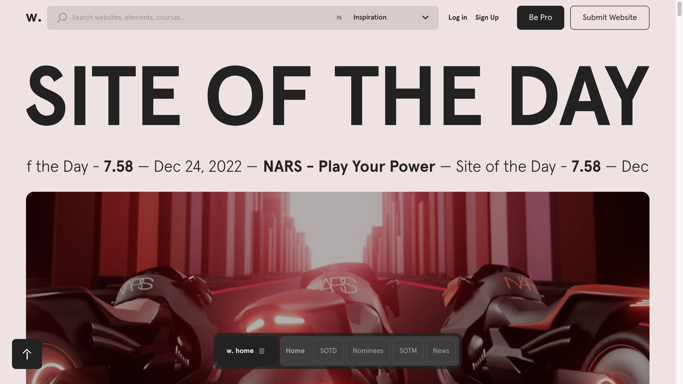 w.
Search websites, elements, courses...
IN
Inspiration
Log in
Sign Up
Be Pro
Submit Website
SITE OF THE DAY
f the Day - 7.58 — Dec 24, 2022 — NARS - Play Your Power — Site of the Day - 7.58 — Dec
NARS
w. home
Home
SOTD
Nominees
SOTM
News